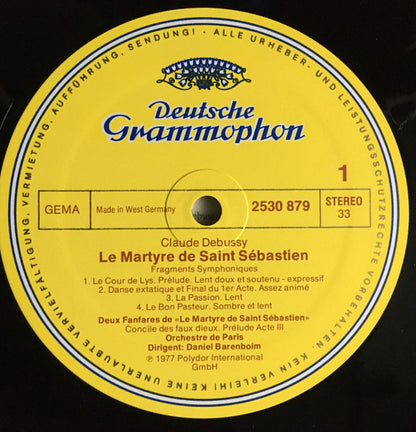 VERMIETUNG, AUFFÜHRUNG, SENDUNG! · ALLE URHEBER- UND LEISTUNGSSCHUTZRECHTE VORBEHALTEN. KEIN VERLEIH! KEINE UNERLAUBTE VERVIELFÄLTIGUNG,
Deutsche
Grammophon
1
GEMA
Made in West Germany
2530 879
STEREO
33
Claude Debussy
Le Martyre de Saint Sébastien
Fragments Symphoniques
1. Le Cour de Lys. Prélude. Lent doux et soutenu - expressif
2. Danse extatique et Final du 1er Acte. Assez animé
3. La Passion. Lent
4. Le Bon Pasteur. Sombre et lent
Deux Fanfares de «Le Martyre de Saint Sébastien»
Concile des faux dieux. Prélude Acte III
Orchestre de Paris
Dirigent: Daniel Barenboim
℗ 1977 Polydor International
GmbH